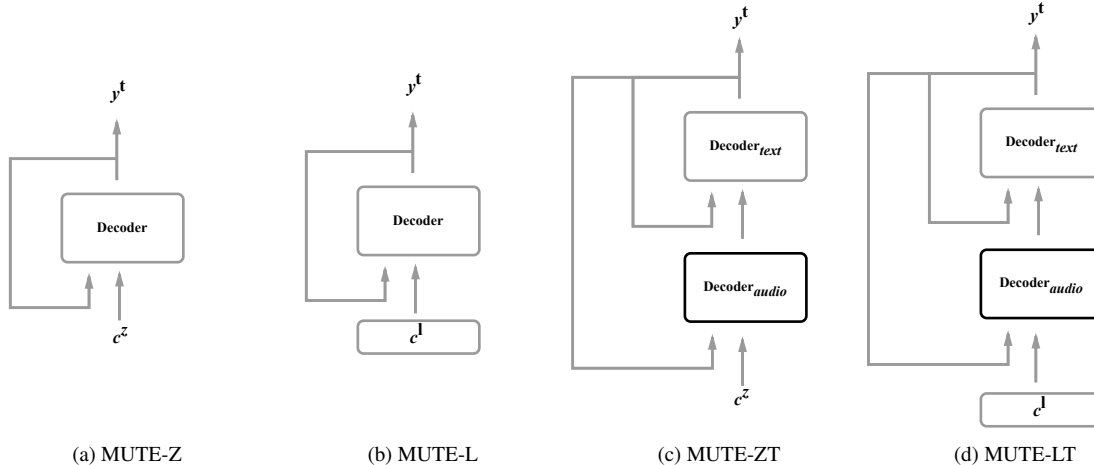 y^t
Decoder
c^z
(a) MUTE-Z
y^t
Decoder
c^l
(b) MUTE-L
y^t
Decoder_text
Decoder_audio
c^z
(c) MUTE-ZT
y^t
Decoder_text
Decoder_audio
c^l
(d) MUTE-LT